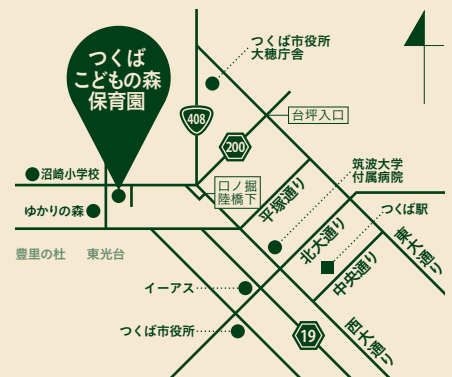 つくば
こどもの森
保育園
つくば市役所
大穂庁舎
408
台坪入口
200
沼崎小学校
口ノ堀
陸橋下
平塚通り
筑波大学
付属病院
ゆかりの森
つくば駅
北大通り
東大通り
豊里の杜
東光台
中央通り
イーアス
つくば市役所
19
西大通り